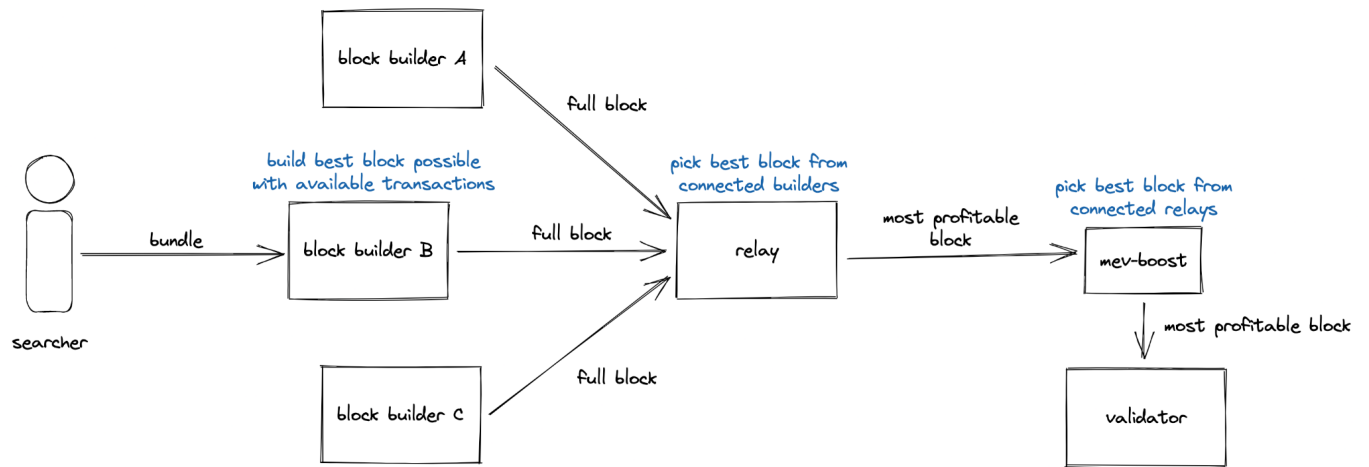 block builder A
full block
build best block possible
with available transactions
pick best block from
connected builders
pick best block from
connected relays
bundle
block builder B
full block
relay
most profitable
block
mev-boost
searcher
most profitable block
full block
block builder C
validator